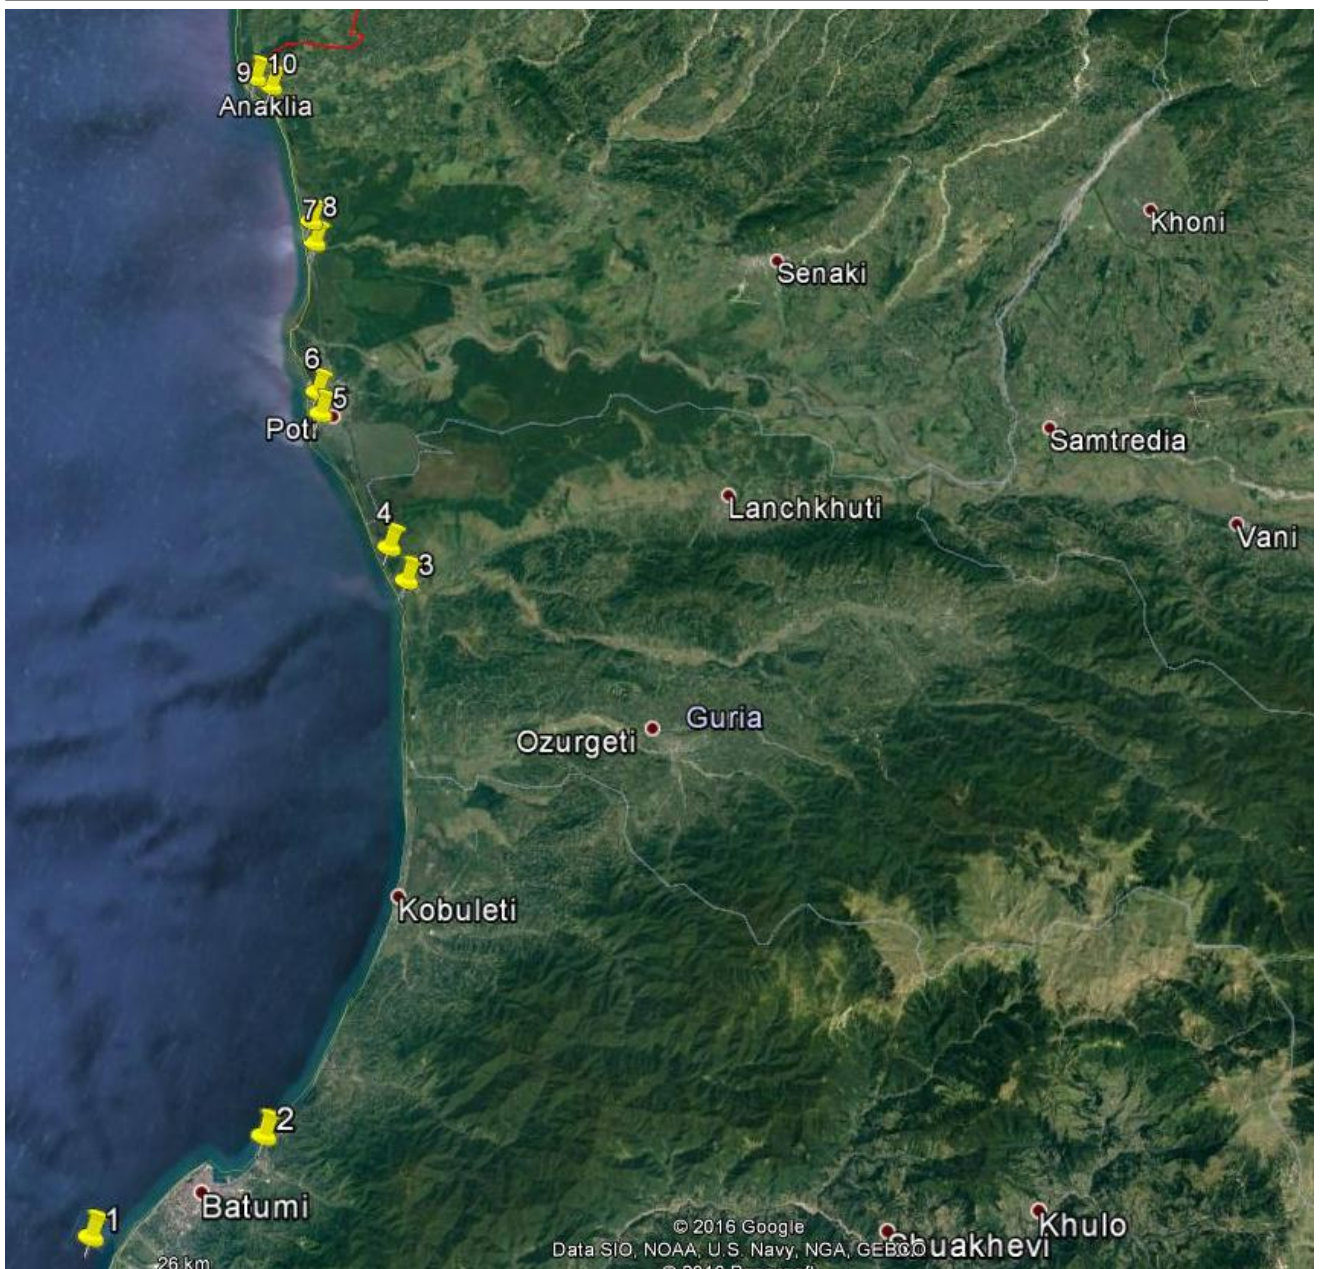 9 10
Anaklia
7 8
Khoni
Senaki
6
5
Poti
Samtredia
Lanchkhuti
4
Vani
3
Guria
Ozurgeti
Kobuleti
2
Batumi
1
© 2016 Google
Khulo
Data SIO, NOAA, U.S. Navy, NGA, GEBCO
Shuakhevi
26 km